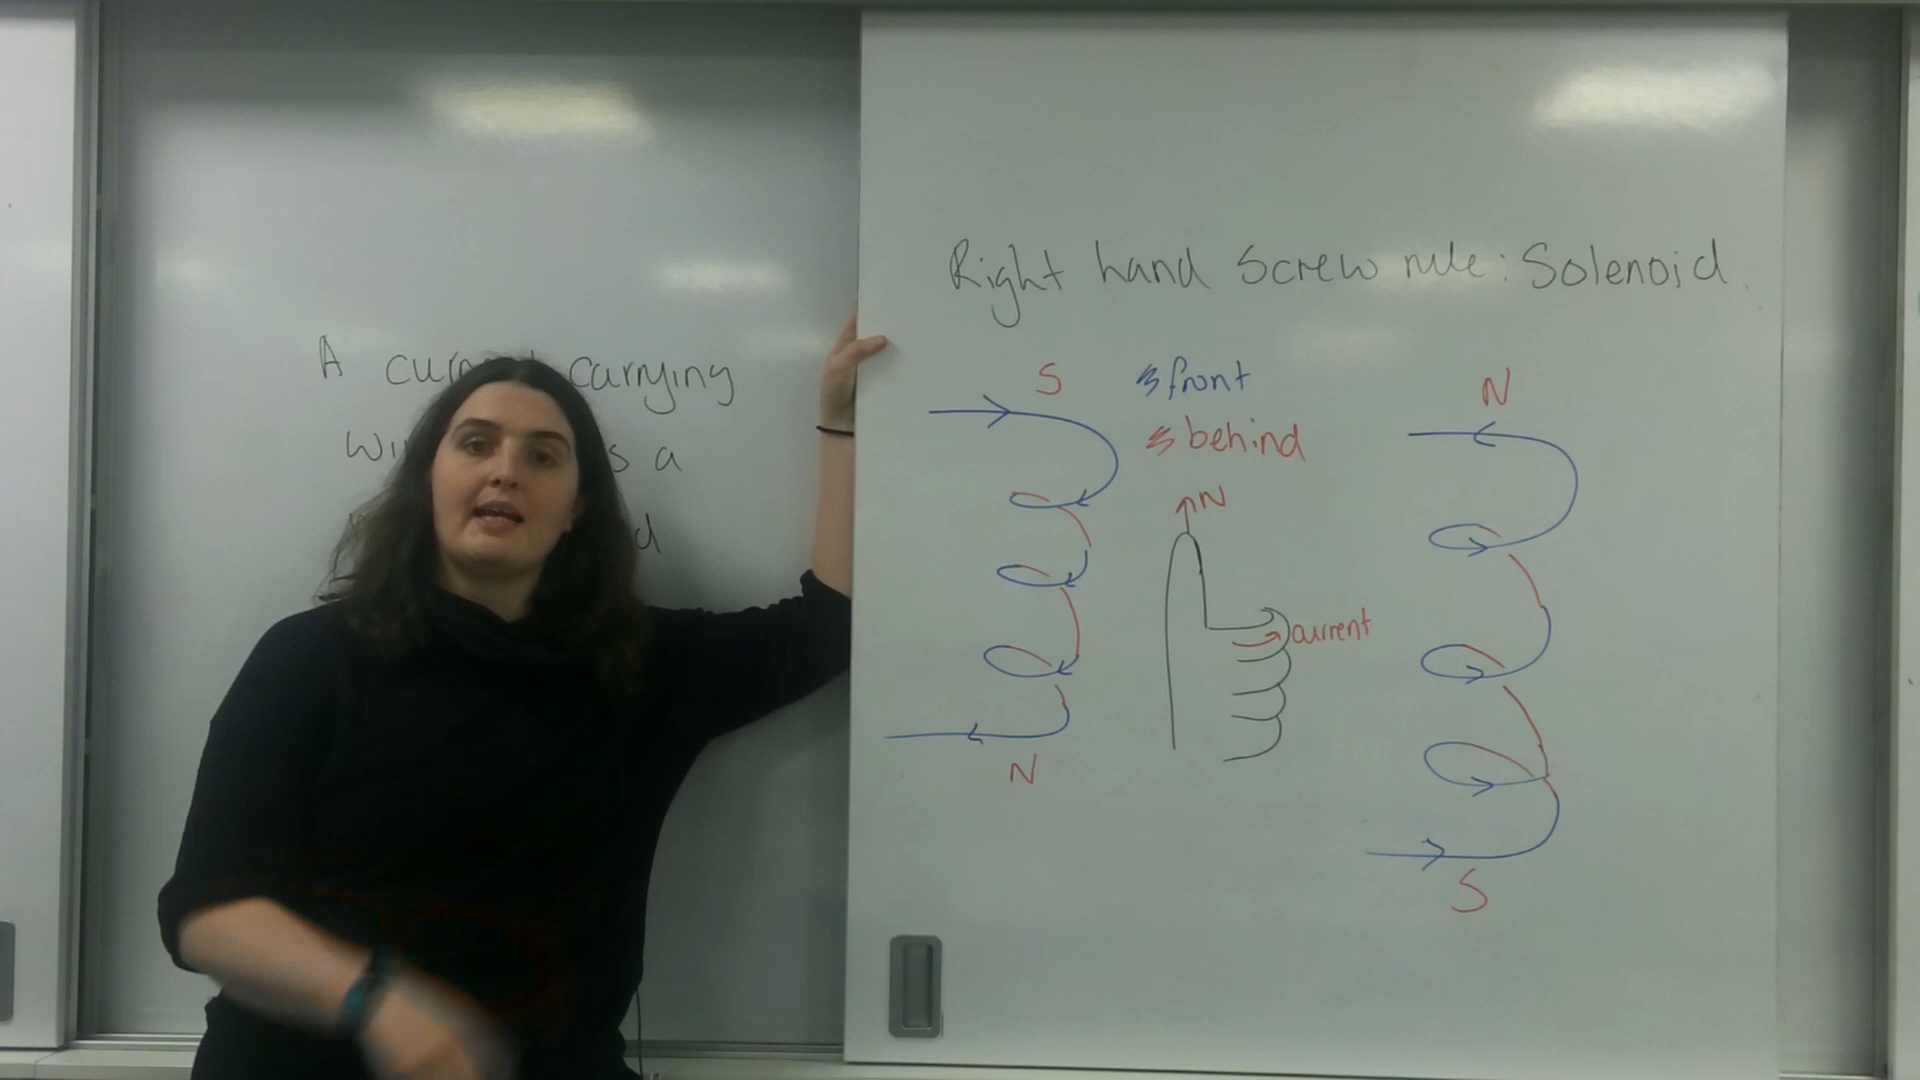 A carrying
s a
d
Right hand screw rule: Solenoid
S
front
behind
N
N
current
N
S